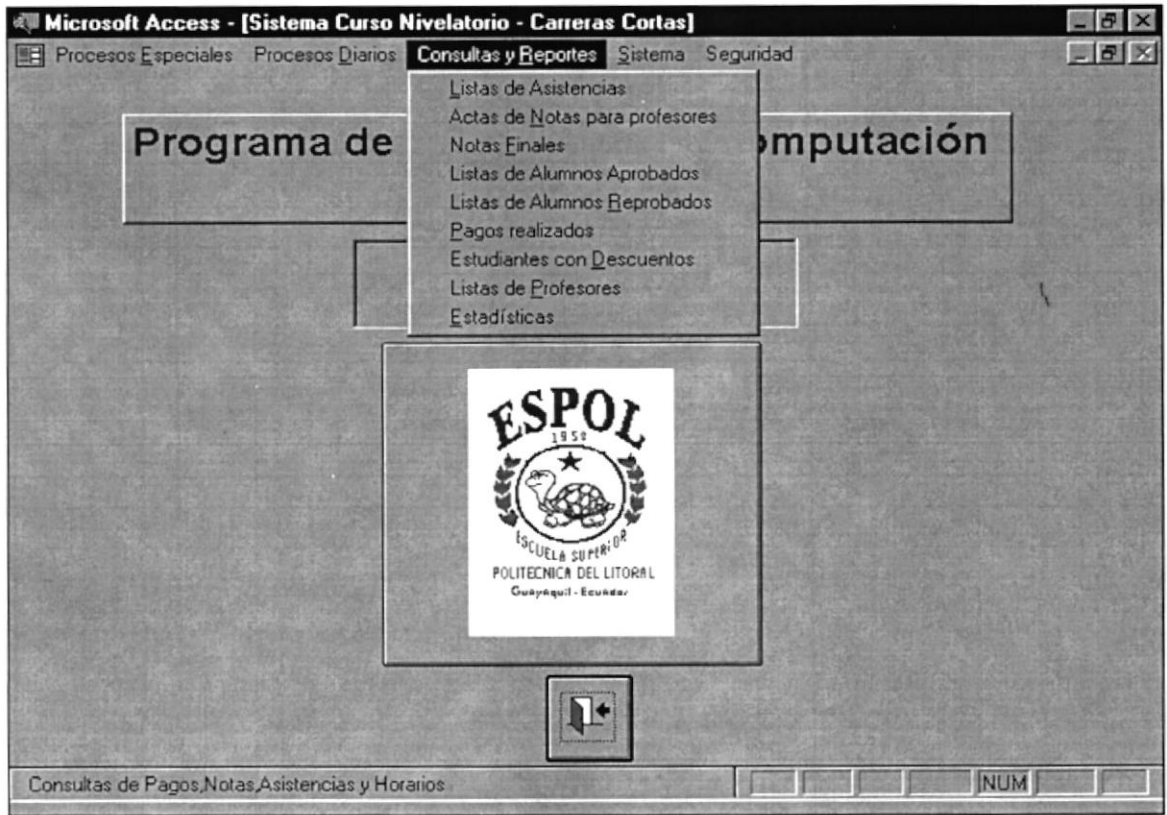 Microsoft Access - [Sistema Curso Nivelatorio - Carreras Cortas]
Procesos Especiales Procesos Diarios Consultas y Reportes Sistema Seguridad
Listas de Asistencias
Actas de Notas para profesores
Notas Finales
Listas de Alumnos Aprobados
Listas de Alumnos Reprobados
Pagos realizados
Estudiantes con Descuentos
Listas de Profesores
Estadísticas
Programa de omputación
ESPOL
1958
ESCUELA SUPERIOR
POLITECNICA DEL LITORAL
Guayaquil - Ecuador
Consultas de Pagos,Notas,Asistencias y Horarios NUM